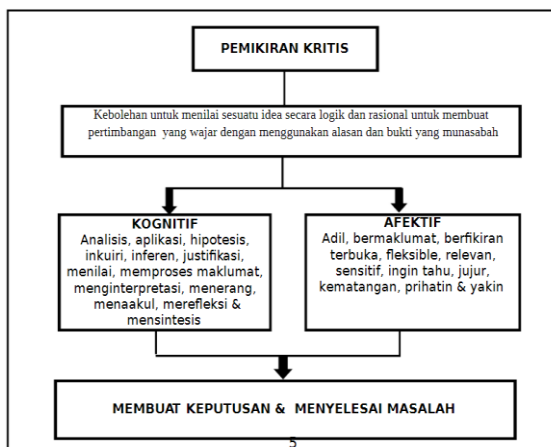 PEMIKIRAN KRITIS
Kebolehan untuk menilai sesuatu idea secara logik dan rasional untuk membuat
pertimbangan yang wajar dengan menggunakan alasan dan bukti yang munasabah
KOGNITIF
Analisis, aplikasi, hipotesis,
inkuiri, inferen, justifikasi,
menilai, memproses maklumat,
menginterpretasi, menerang,
menaakul, merefleksi &
mensintesis
AFEKTIF
Adil, bermaklumat, berfikiran
terbuka, fleksible, relevan,
sensitif, ingin tahu, jujur,
kematangan, prihatin & yakin
MEMBUAT KEPUTUSAN & MENYELESAI MASALAH
5